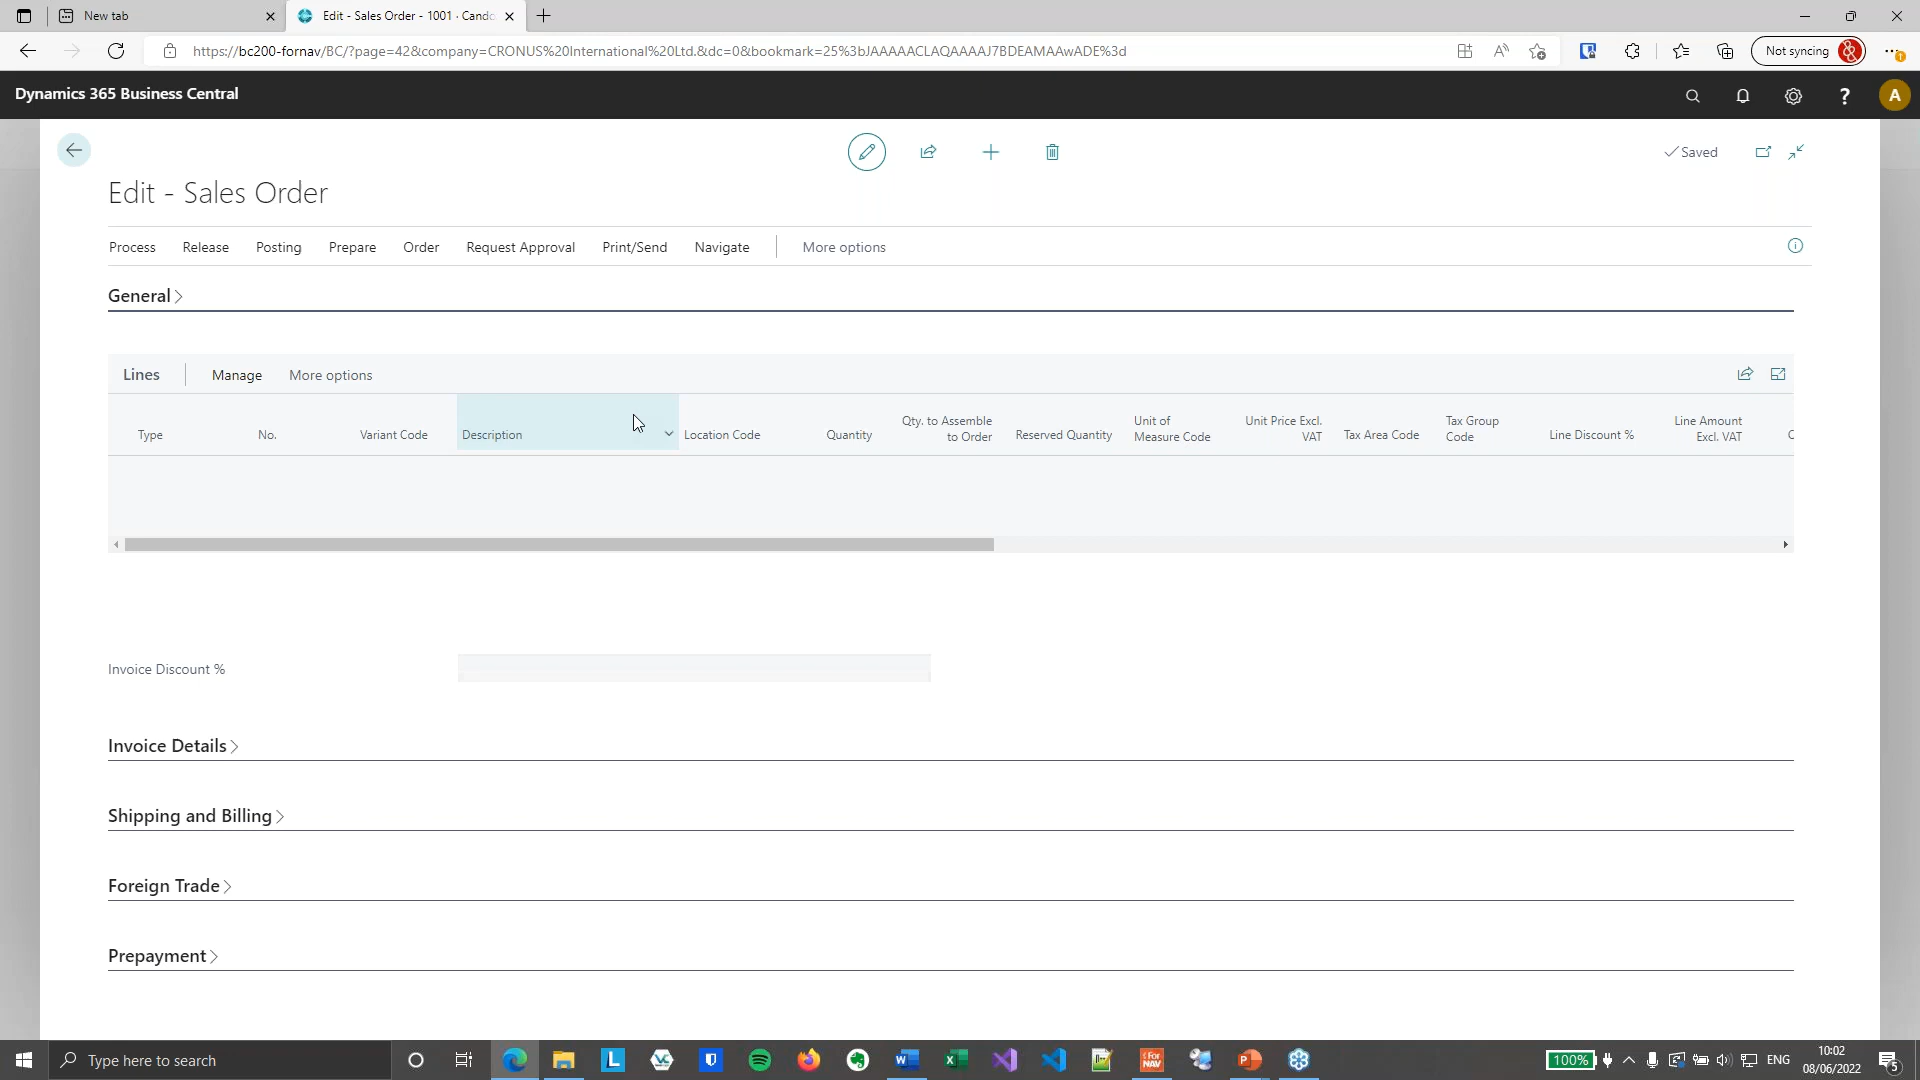 New tab
Edit - Sales Order - 1001 · Cando
https://bc200-fornav/BC/?page=42&company=CRONUS%20International%20Ltd.&dc=0&bookmark=25%3bJAAAAACLAQAAAAJ7BDEAMAAwADE%3d
Not syncing
Dynamics 365 Business Central
?
A
Saved
Edit - Sales Order
Process Release Posting Prepare Order Request Approval Print/Send Navigate More options
General
Lines Manage More options
Type No. Variant Code Description Location Code Quantity Qty. to Assemble to Order Reserved Quantity Unit of Measure Code Unit Price Excl. VAT Tax Area Code Tax Group Code Line Discount % Line Amount Excl. VAT
Invoice Discount %
Invoice Details
Shipping and Billing
Foreign Trade
Prepayment
Type here to search
100%
ENG
10:02
08/06/2022
5